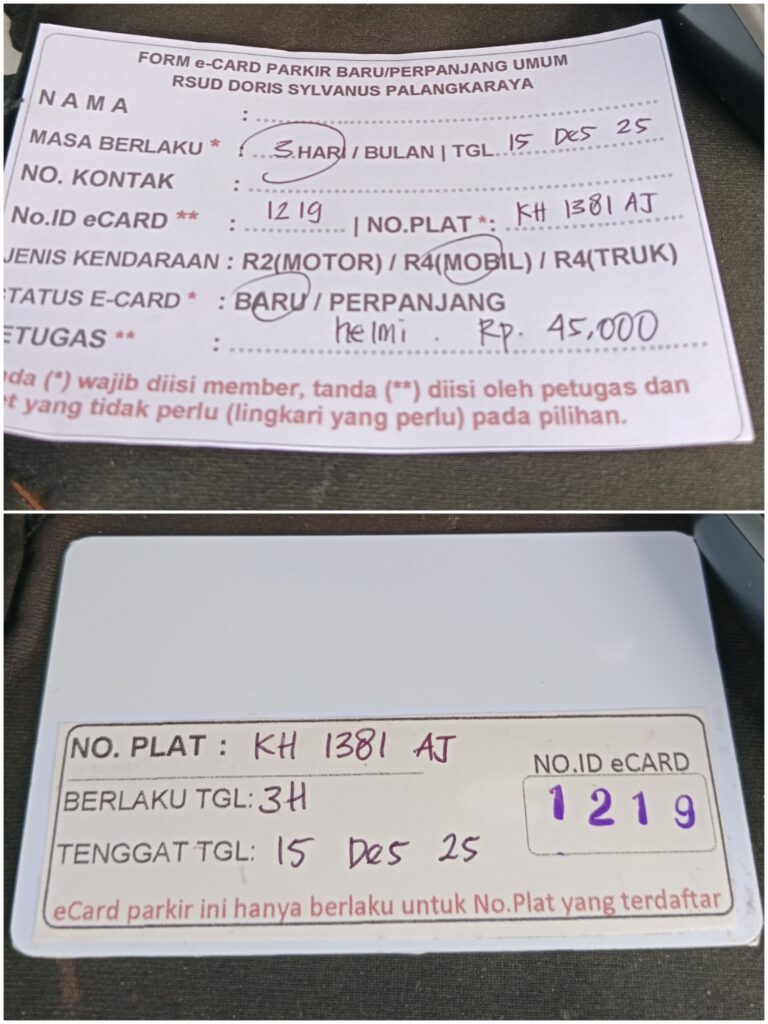 FORM e-CARD PARKIR BARU/PERPANJANG UMUM
RSUD DORIS SYLVANUS PALANGKARAYA
N A M A :
MASA BERLAKU * : 3 HARI / BULAN | TGL 15 Des 25
NO. KONTAK :
No.ID eCARD ** : 1219 | NO.PLAT *: KH 1381 AJ
JENIS KENDARAAN : R2(MOTOR) / R4(MOBIL) / R4(TRUK)
TATUS E-CARD * : BARU / PERPANJANG
ETUGAS ** : helmi . Rp. 45,000
da (*) wajib diisi member, tanda (**) diisi oleh petugas dan
t yang tidak perlu (lingkari yang perlu) pada pilihan.
NO. PLAT : KH 1381 AJ
NO.ID eCARD
BERLAKU TGL: 3H
1219
TENGGAT TGL: 15 Des 25
eCard parkir ini hanya berlaku untuk No.Plat yang terdaftar